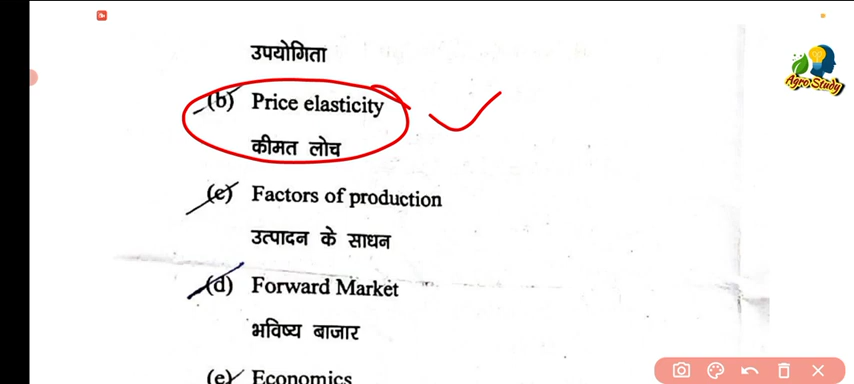 उपयोगिता
(b) Price elasticity
कीमत लोच
(c) Factors of production
उत्पादन के साधन
(d) Forward Market
भविष्य बाजार
(e) Economics
Agro Study